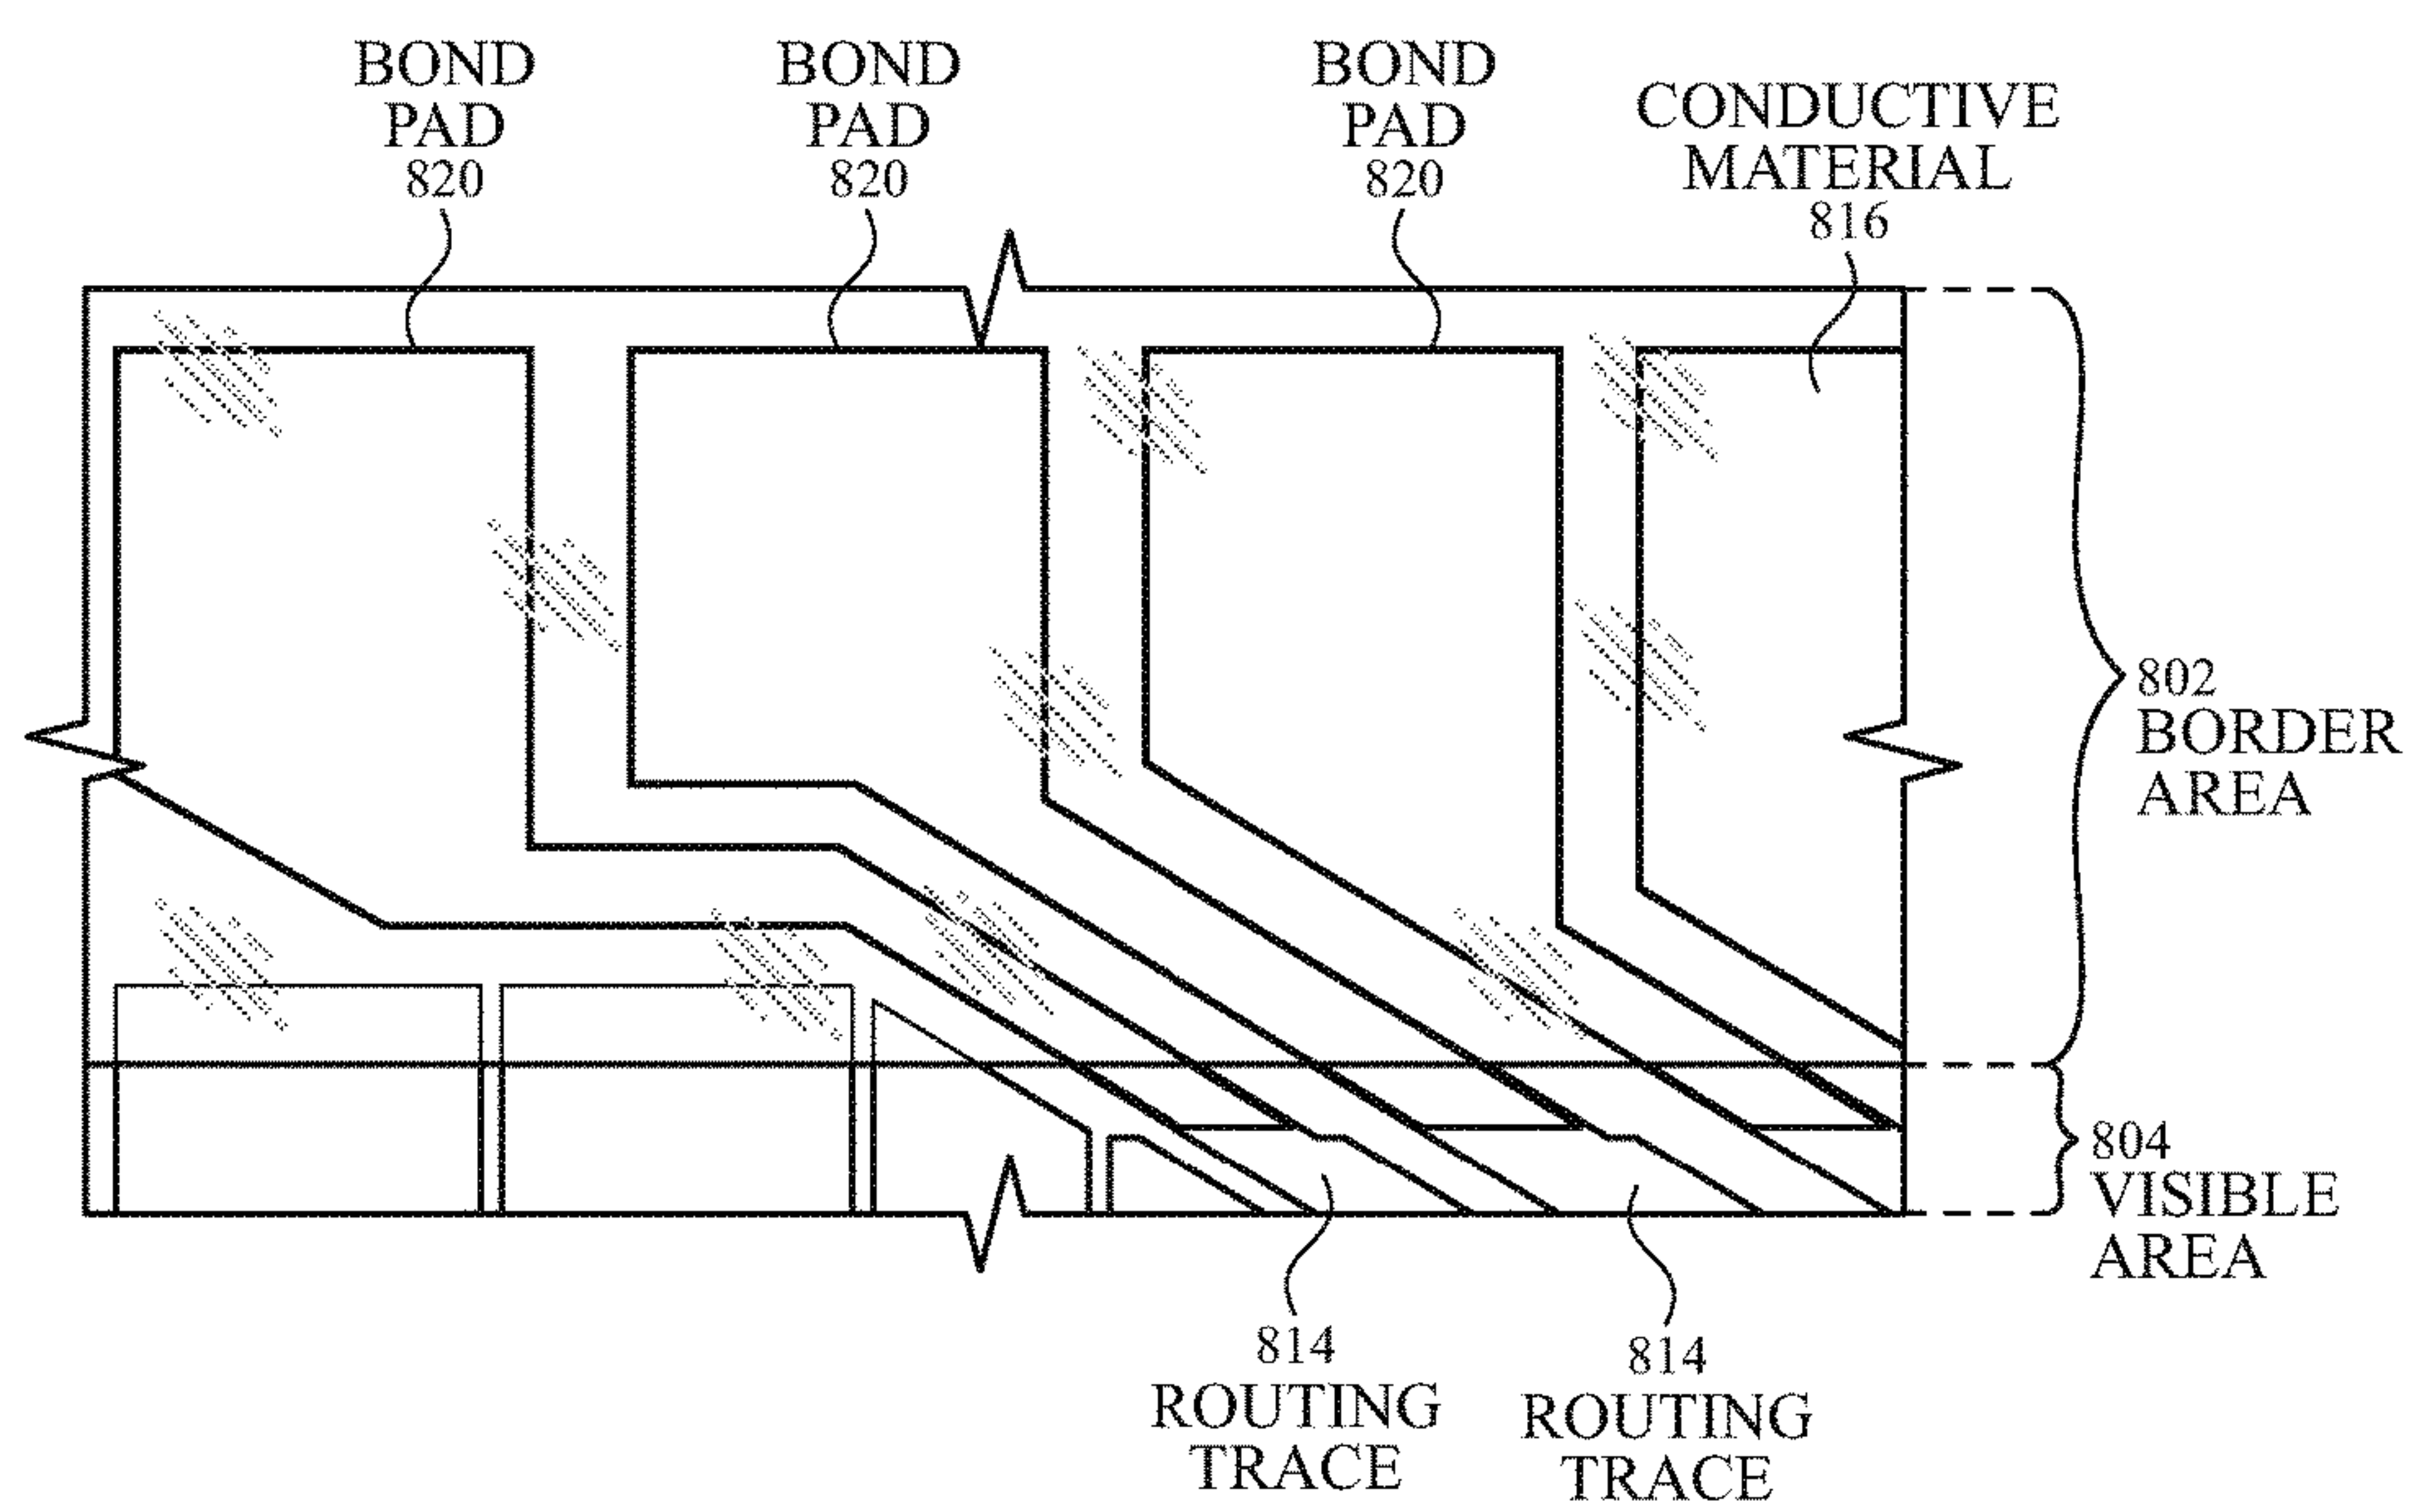 BOND
PAD
820
BOND
PAD
820
BOND
PAD
820
CONDUCTIVE
MATERIAL
816
802
BORDER
AREA
804
VISIBLE
AREA
814
ROUTING
TRACE
814
ROUTING
TRACE